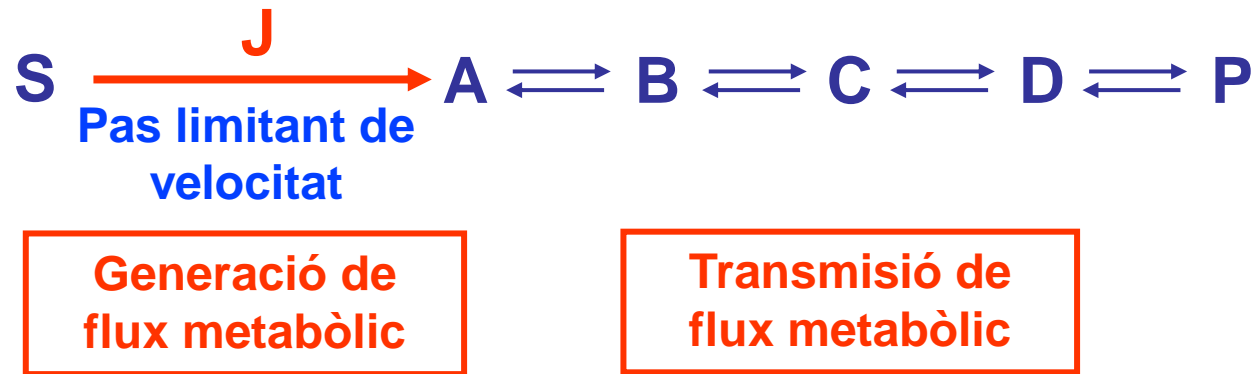 J
S A B C D P
Pas limitant de
velocitat
Generació de
flux metabòlic
Transmisió de
flux metabòlic